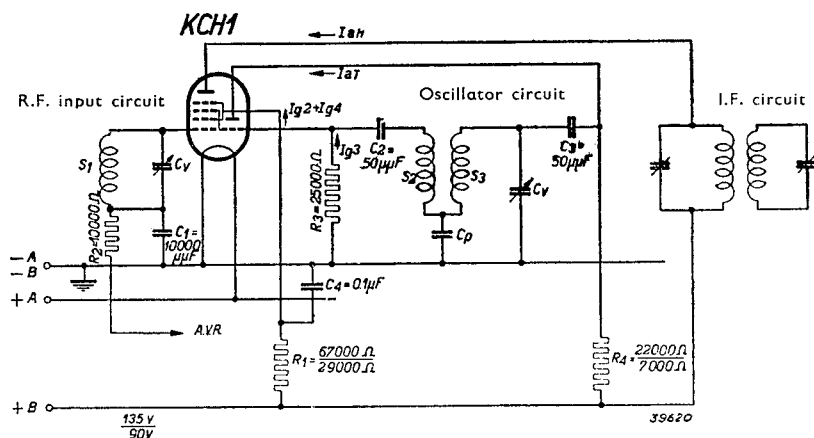 KCH1
IaH
IaT
R.F. input circuit
Ig2+Ig4
Oscillator circuit
I.F. circuit
S1
Cv
Ig3
C2=
50μμF
S2
S3
Cv
C3=
50μμF
R2=10000Ω
C1=
10000
μμF
R3=25000Ω
Cp
-A
-B
+A
C4=0.1μF
A.V.R.
R1= 67000Ω
29000Ω
R4= 22000Ω
7000Ω
+B
135V
90V
39620